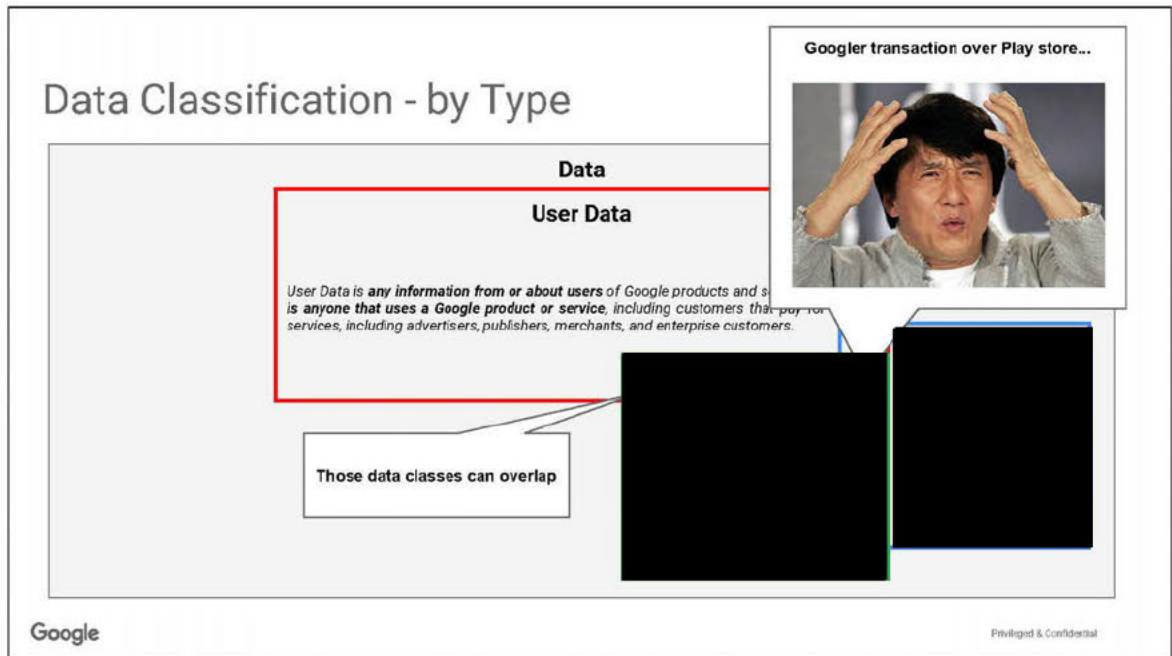 Googler transaction over Play store...
Data Classification - by Type
Data
User Data
User Data is any information from or about users of Google products and
is anyone that uses a Google product or service, including customers that pay for
services, including advertisers, publishers, merchants, and enterprise customers.
Those data classes can overlap
Google
Privileged & Confidential